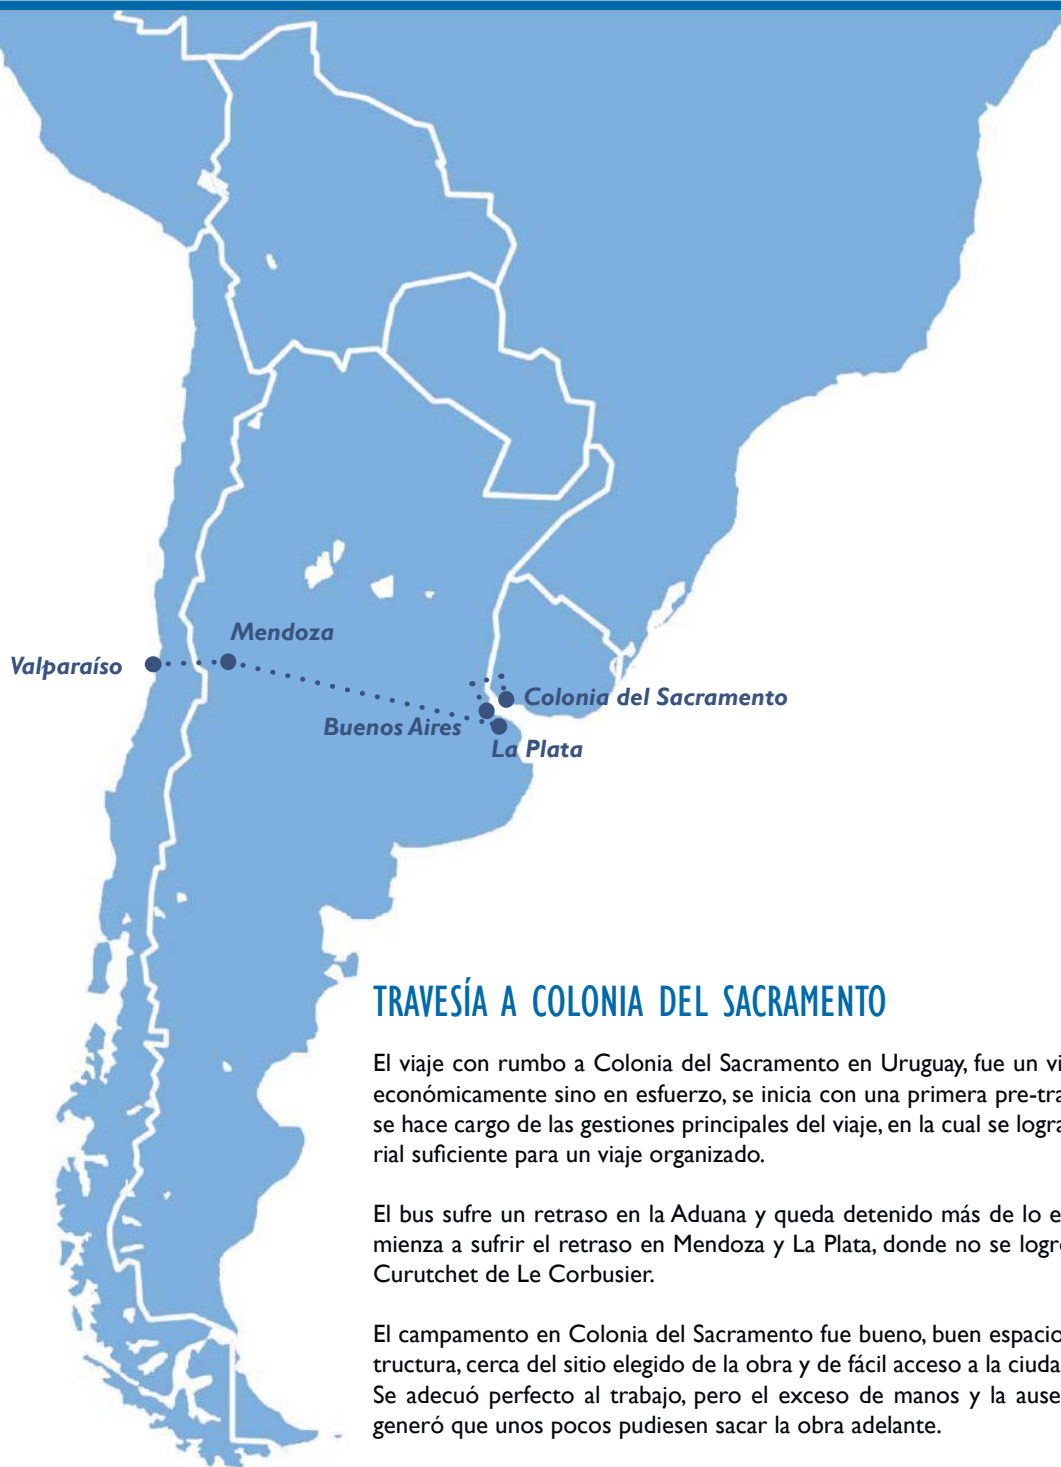 Mendoza
Valparaíso
Colonia del Sacramento
Buenos Aires
La Plata
TRAVESÍA A COLONIA DEL SACRAMENTO
El viaje con rumbo a Colonia del Sacramento en Uruguay, fue un vi
económicamente sino en esfuerzo, se inicia con una primera pre-tra
se hace cargo de las gestiones principales del viaje, en la cual se logra
rial suficiente para un viaje organizado.
El bus sufre un retraso en la Aduana y queda detenido más de lo e
mienza a sufrir el retraso en Mendoza y La Plata, donde no se logr
Curutchet de Le Corbusier.
El campamento en Colonia del Sacramento fue bueno, buen espacio
tructura, cerca del sitio elegido de la obra y de fácil acceso a la ciuda
Se adecuó perfecto al trabajo, pero el exceso de manos y la ause
generó que unos pocos pudiesen sacar la obra adelante.